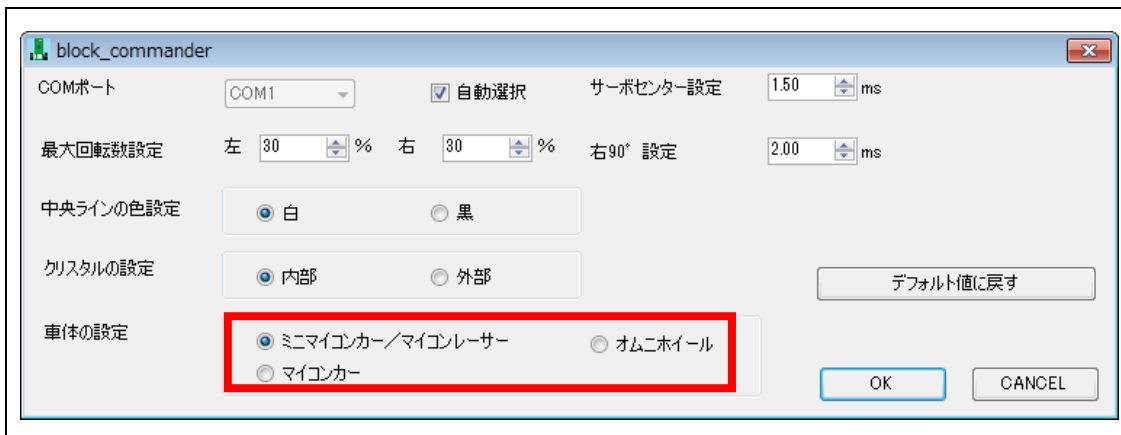 block_commander
COMポート COM1 自動選択 サーボセンター設定 1.50 ms
最大回転数設定 左 30 % 右 30 % 右90° 設定 2.00 ms
中央ラインの色設定 白 黒
クリスタルの設定 内部 外部
デフォルト値に戻す
車体の設定 ミニマイコンカー/マイコンレーサー オムニホイール
マイコンカー
OK CANCEL